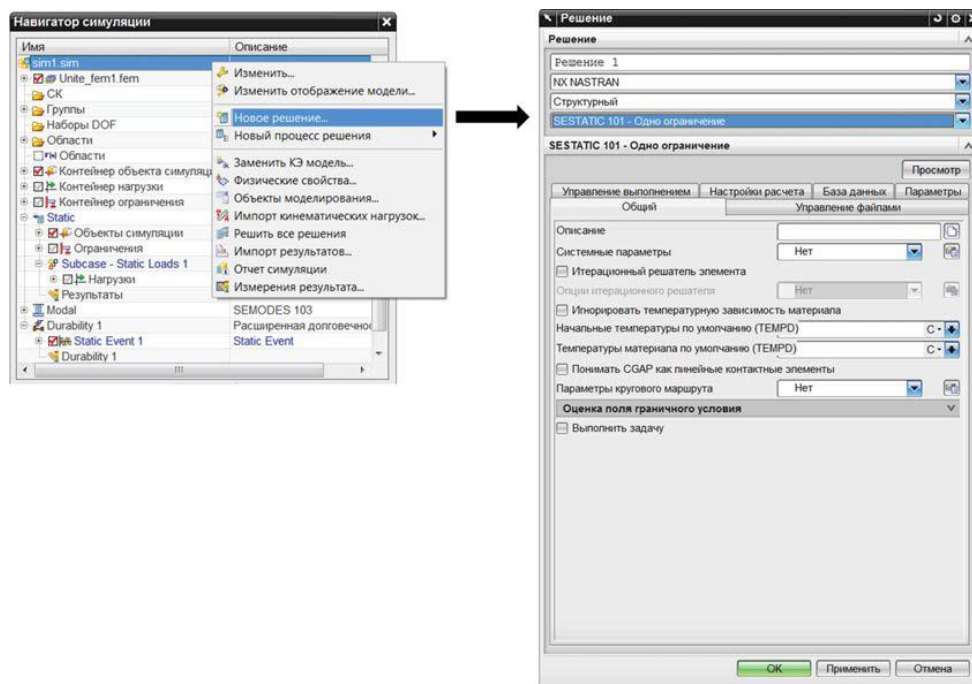 Навигатор симуляции
Имя Описание
sim1.sim
Unite_fem1.fem
СК
Группы
Наборы DOF
Области
Области
Контейнер объекта симуляц
Контейнер нагрузки
Контейнер ограничения
Static
Объекты симуляции
Ограничения
Subcase - Static Loads 1
Нагрузки
Результаты
Modal SEMODES 103
Durability 1 Расширенная долговечнос
Static Event 1 Static Event
Durability 1
Изменить...
Изменить отображение модели...
Новое решение...
Новый процесс решения
Заменить КЭ модель...
Физические свойства...
Объекты моделирования...
Импорт кинематических нагрузок...
Решить все решения
Импорт результатов...
Отчет симуляции
Измерения результата...
Решение
Решение
Решение 1
NX NASTRAN
Структурный
SESTATIC 101 - Одно ограничение
SESTATIC 101 - Одно ограничение
Просмотр
Управление выполнением Настройки расчета База данных Параметры
Общий Управление файлами
Описание
Системные параметры Нет
Итерационный решатель элемента
Опции итерационного решателя Нет
Игнорировать температурную зависимость материала
Начальные температуры по умолчанию (TEMPD) C
Температуры материала по умолчанию (TEMPD) C
Понимать CGAP как линейные контактные элементы
Параметры кругового маршрута Нет
Оценка поля граничного условия
Выполнить задачу
OK Применить Отмена